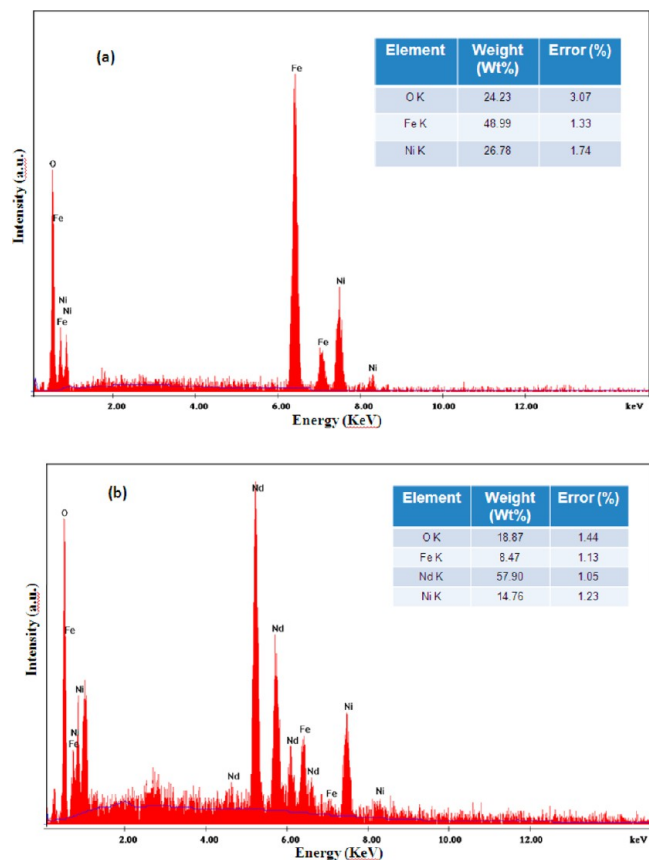 (a)
Element Weight (Wt%) Error (%)
O K 24.23 3.07
Fe K 48.99 1.33
Ni K 26.78 1.74
Intensity (a.u.)
Fe
O
Fe
Ni
Ni
Fe
Fe
Ni
Ni
2.00 4.00 6.00 8.00 10.00 12.00 keV
Energy (KeV)
(b)
Element Weight (Wt%) Error (%)
O K 18.87 1.44
Fe K 8.47 1.13
Nd K 57.90 1.05
Ni K 14.76 1.23
Intensity (a.u.)
Nd
O
Fe
Nd
Ni
Ni
N
Fe
Nd
Fe
Nd
Nd
Fe
Ni
2.00 4.00 6.00 8.00 10.00 12.00 keV
Energy (KeV)